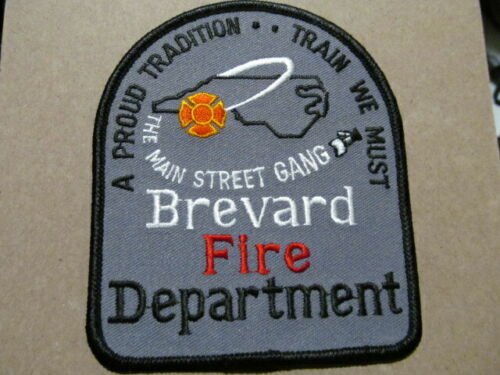 A PROUD TRADITION · · TRAIN WE MUST
THE MAIN STREET GANG
Brevard
Fire
Department